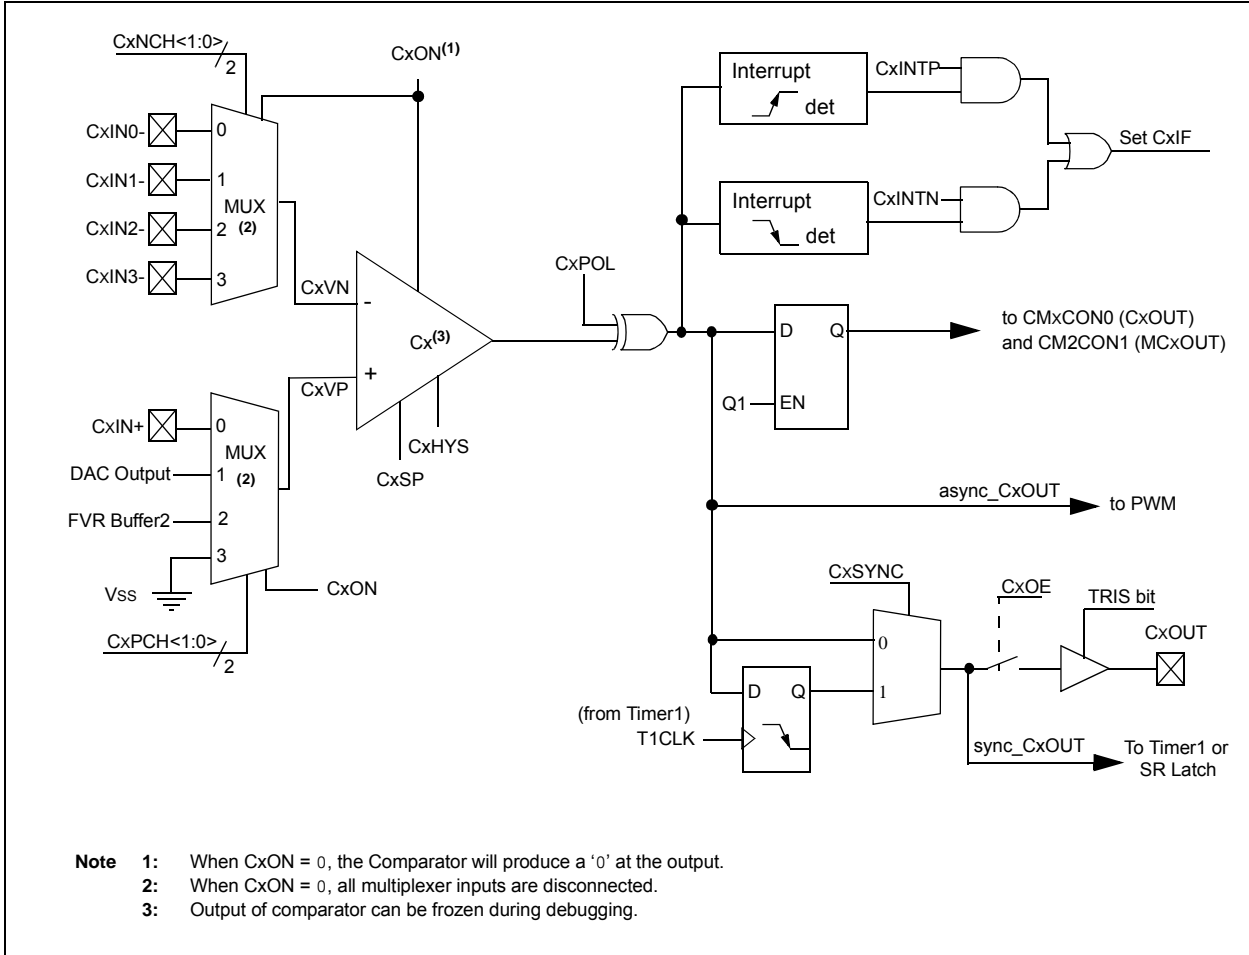 CxNCH<1:0>
2
CxON(1)
CxIN0-
0
CxIN1-
1
MUX
(2)
CxIN2-
2
CxIN3-
3
CxVN
-
Cx(3)
+
CxVP
CxHYS
CxSP
CxIN+
0
MUX
(2)
DAC Output
1
FVR Buffer2
2
3
Vss
CxON
CxPCH<1:0>
2
CxPOL
Interrupt
det
CxINTP
Interrupt
det
CxINTN
Set CxIF
D
Q
Q1
EN
to CMxCON0 (CxOUT)
and CM2CON1 (MCxOUT)
async_CxOUT
to PWM
CxSYNC
0
1
CxOE
TRIS bit
CxOUT
D
Q
(from Timer1)
T1CLK
sync_CxOUT
To Timer1 or
SR Latch
Note 1: When CxON = 0, the Comparator will produce a ‘0’ at the output.
2: When CxON = 0, all multiplexer inputs are disconnected.
3: Output of comparator can be frozen during debugging.